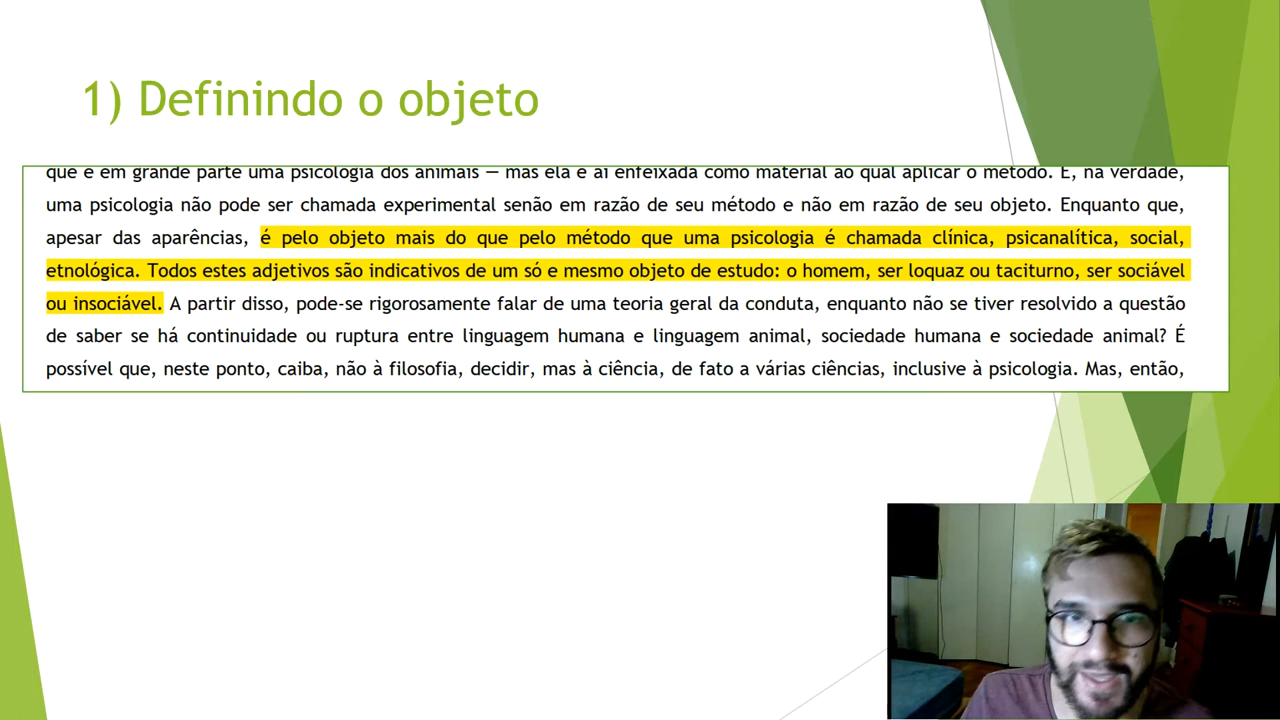 1) Definindo o objeto
que é em grande parte uma psicologia dos animais — mas ela é aí enfeixada como material ao qual aplicar o método. E, na verdade,
uma psicologia não pode ser chamada experimental senão em razão de seu método e não em razão de seu objeto. Enquanto que,
apesar das aparências, é pelo objeto mais do que pelo método que uma psicologia é chamada clínica, psicanalítica, social,
etnológica. Todos estes adjetivos são indicativos de um só e mesmo objeto de estudo: o homem, ser loquaz ou taciturno, ser sociável
ou insociável. A partir disso, pode-se rigorosamente falar de uma teoria geral da conduta, enquanto não se tiver resolvido a questão
de saber se há continuidade ou ruptura entre linguagem humana e linguagem animal, sociedade humana e sociedade animal? É
possível que, neste ponto, caiba, não à filosofia, decidir, mas à ciência, de fato a várias ciências, inclusive à psicologia. Mas, então,